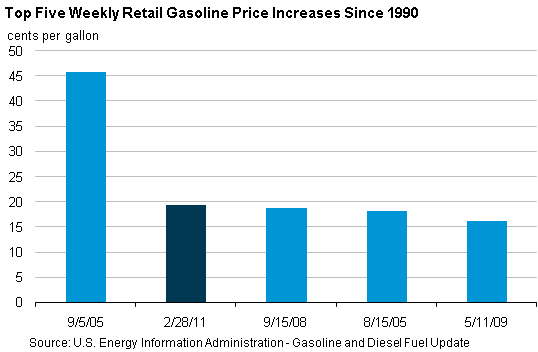 Top Five Weekly Retail Gasoline Price Increases Since 1990
cents per gallon
50
45
40
35
30
25
20
15
10
5
0
9/5/05 2/28/11 9/15/08 8/15/05 5/11/09
Source: U.S. Energy Information Administration - Gasoline and Diesel Fuel Update